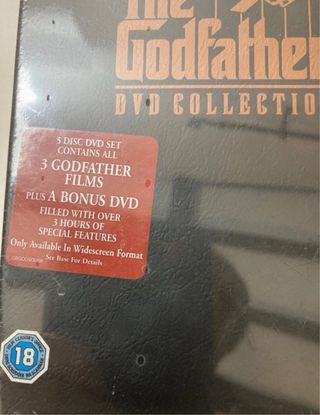 The
Godfather
DVD COLLECTIO
5 DISC DVD SET
CONTAINS ALL
3 GODFATHER
FILMS
PLUS A BONUS DVD
FILLED WITH OVER
3 HOURS OF
SPECIAL FEATURES
Only Available In Widescreen Format
See Base For Details
18